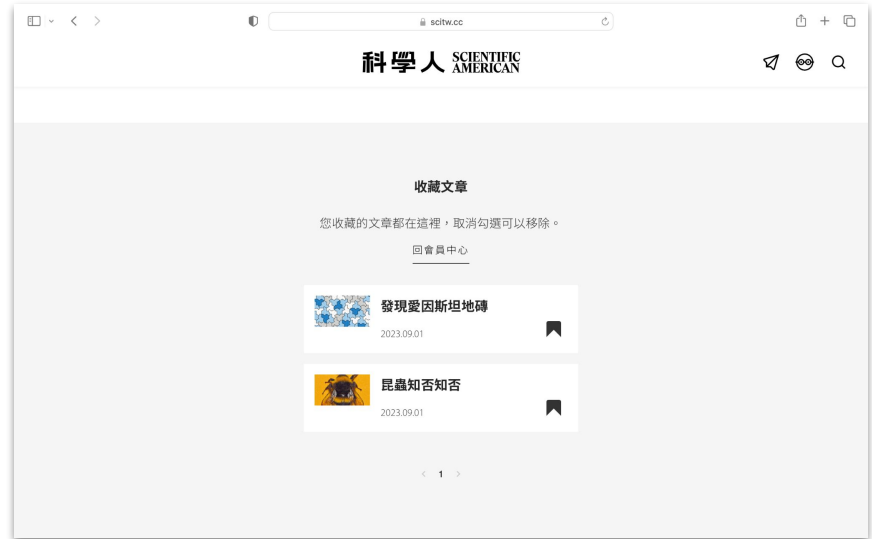 scitw.cc
科學人 SCIENTIFIC AMERICAN
收藏文章
您收藏的文章都在這裡，取消勾選可以移除。
回會員中心
發現愛因斯坦地磚
2023.09.01
昆蟲知否知否
2023.09.01
< 1 >